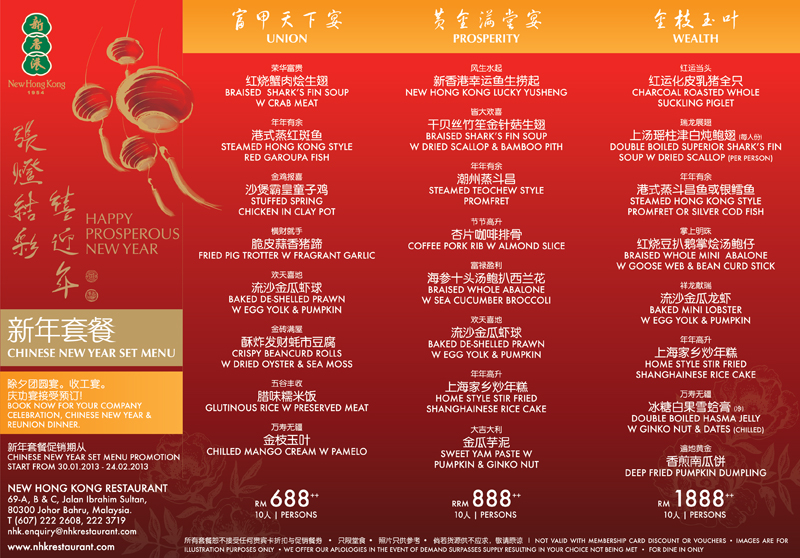 新香港
New Hong Kong
1984
張燈結彩
禧迎年
HAPPY
PROSPEROUS
NEW YEAR
新年套餐
CHINESE NEW YEAR SET MENU
除夕团圆宴。收工宴。
庆功宴接受预订!
BOOK NOW FOR YOUR COMPANY
CELEBRATION, CHINESE NEW YEAR &
REUNION DINNER.
新年套餐促销期从
CHINESE NEW YEAR SET MENU PROMOTION
START FROM 30.01.2013 - 24.02.2013
NEW HONG KONG RESTAURANT
69-A, B & C, Jalan Ibrahim Sultan,
80300 Johor Bahru, Malaysia.
T (607) 222 2608, 222 3719
nhk.enquiry@nhkrestaurant.com
www.nhkrestaurant.com
富甲天下宴
UNION
荣华富贵
红烧蟹肉烩生翅
BRAISED SHARK'S FIN SOUP
W CRAB MEAT
年年有余
港式蒸红斑鱼
STEAMED HONG KONG STYLE
RED GAROUPA FISH
金鸡报喜
沙煲霸皇童子鸡
STUFFED SPRING
CHICKEN IN CLAY POT
横财就手
脆皮蒜香猪蹄
FRIED PIG TROTTER W FRAGRANT GARLIC
欢天喜地
流沙金瓜虾球
BAKED DE-SHELLED PRAWN
W EGG YOLK & PUMPKIN
金砖满屋
酥炸发财蚝市豆腐
CRISPY BEANCURD ROLLS
W DRIED OYSTER & SEA MOSS
五谷丰收
腊味糯米饭
GLUTINOUS RICE W PRESERVED MEAT
万寿无疆
金枝玉叶
CHILLED MANGO CREAM W PAMELO
RM 688++
10人 | PERSONS
黄金满堂宴
PROSPERITY
风生水起
新香港幸运鱼生捞起
NEW HONG KONG LUCKY YUSHENG
皆大欢喜
干贝丝竹笙金针菇生翅
BRAISED SHARK'S FIN SOUP
W DRIED SCALLOP & BAMBOO PITH
年年有余
潮州蒸斗昌
STEAMED TEOCHEW STYLE
PROMFRET
节节高升
杏片咖啡排骨
COFFEE PORK RIB W ALMOND SLICE
富禄盈利
海参十头汤鲍扒西兰花
BRAISED WHOLE ABALONE
W SEA CUCUMBER BROCCOLI
欢天喜地
流沙金瓜虾球
BAKED DE-SHELLED PRAWN
W EGG YOLK & PUMPKIN
年年高升
上海家乡炒年糕
HOME STYLE STIR FRIED
SHANGHAINESE RICE CAKE
大吉大利
金瓜芋泥
SWEET YAM PASTE W
PUMPKIN & GINKO NUT
RRM 888++
10人 | PERSONS
金枝玉叶
WEALTH
红运当头
红运化皮乳猪全只
CHARCOAL ROASTED WHOLE
SUCKLING PIGLET
瑞龙展翅
上汤瑶柱津白炖鲍翅 (每人份)
DOUBLE BOILED SUPERIOR SHARK'S FIN
SOUP W DRIED SCALLOP (PER PERSON)
年年有余
港式蒸斗昌鱼或银鳕鱼
STEAMED HONG KONG STYLE
PROMFRET OR SILVER COD FISH
掌上明珠
红烧豆扒鹅掌烩汤鲍仔
BRAISED WHOLE MINI ABALONE
W GOOSE WEB & BEAN CURD STICK
祥龙献瑞
流沙金瓜龙虾
BAKED MINI LOBSTER
W EGG YOLK & PUMPKIN
年年高升
上海家乡炒年糕
HOME STYLE STIR FRIED
SHANGHAINESE RICE CAKE
万寿无疆
冰糖白果雪蛤膏 (冷)
DOUBLE BOILED HASMA JELLY
W GINKO NUT & DATES (CHILLED)
遍地黄金
香煎南瓜饼
DEEP FRIED PUMPKIN DUMPLING
RM 1888++
10人 | PERSONS
所有套餐恕不接受任何贵宾卡折扣与促销餐券 • 只限堂食 • 照片只供参考 • 倘若货源供不应求，敬请原谅 | NOT VALID WITH MEMBERSHIP CARD DISCOUNT OR VOUCHERS • IMAGES ARE FOR
ILLUSTRATION PURPOSES ONLY • WE OFFER OUR APLOLOGIES IN THE EVENT OF DEMAND SURPASSES SUPPLY RESULTING IN YOUR CHOICE NOT BEING MET • FOR DINE IN ONLY